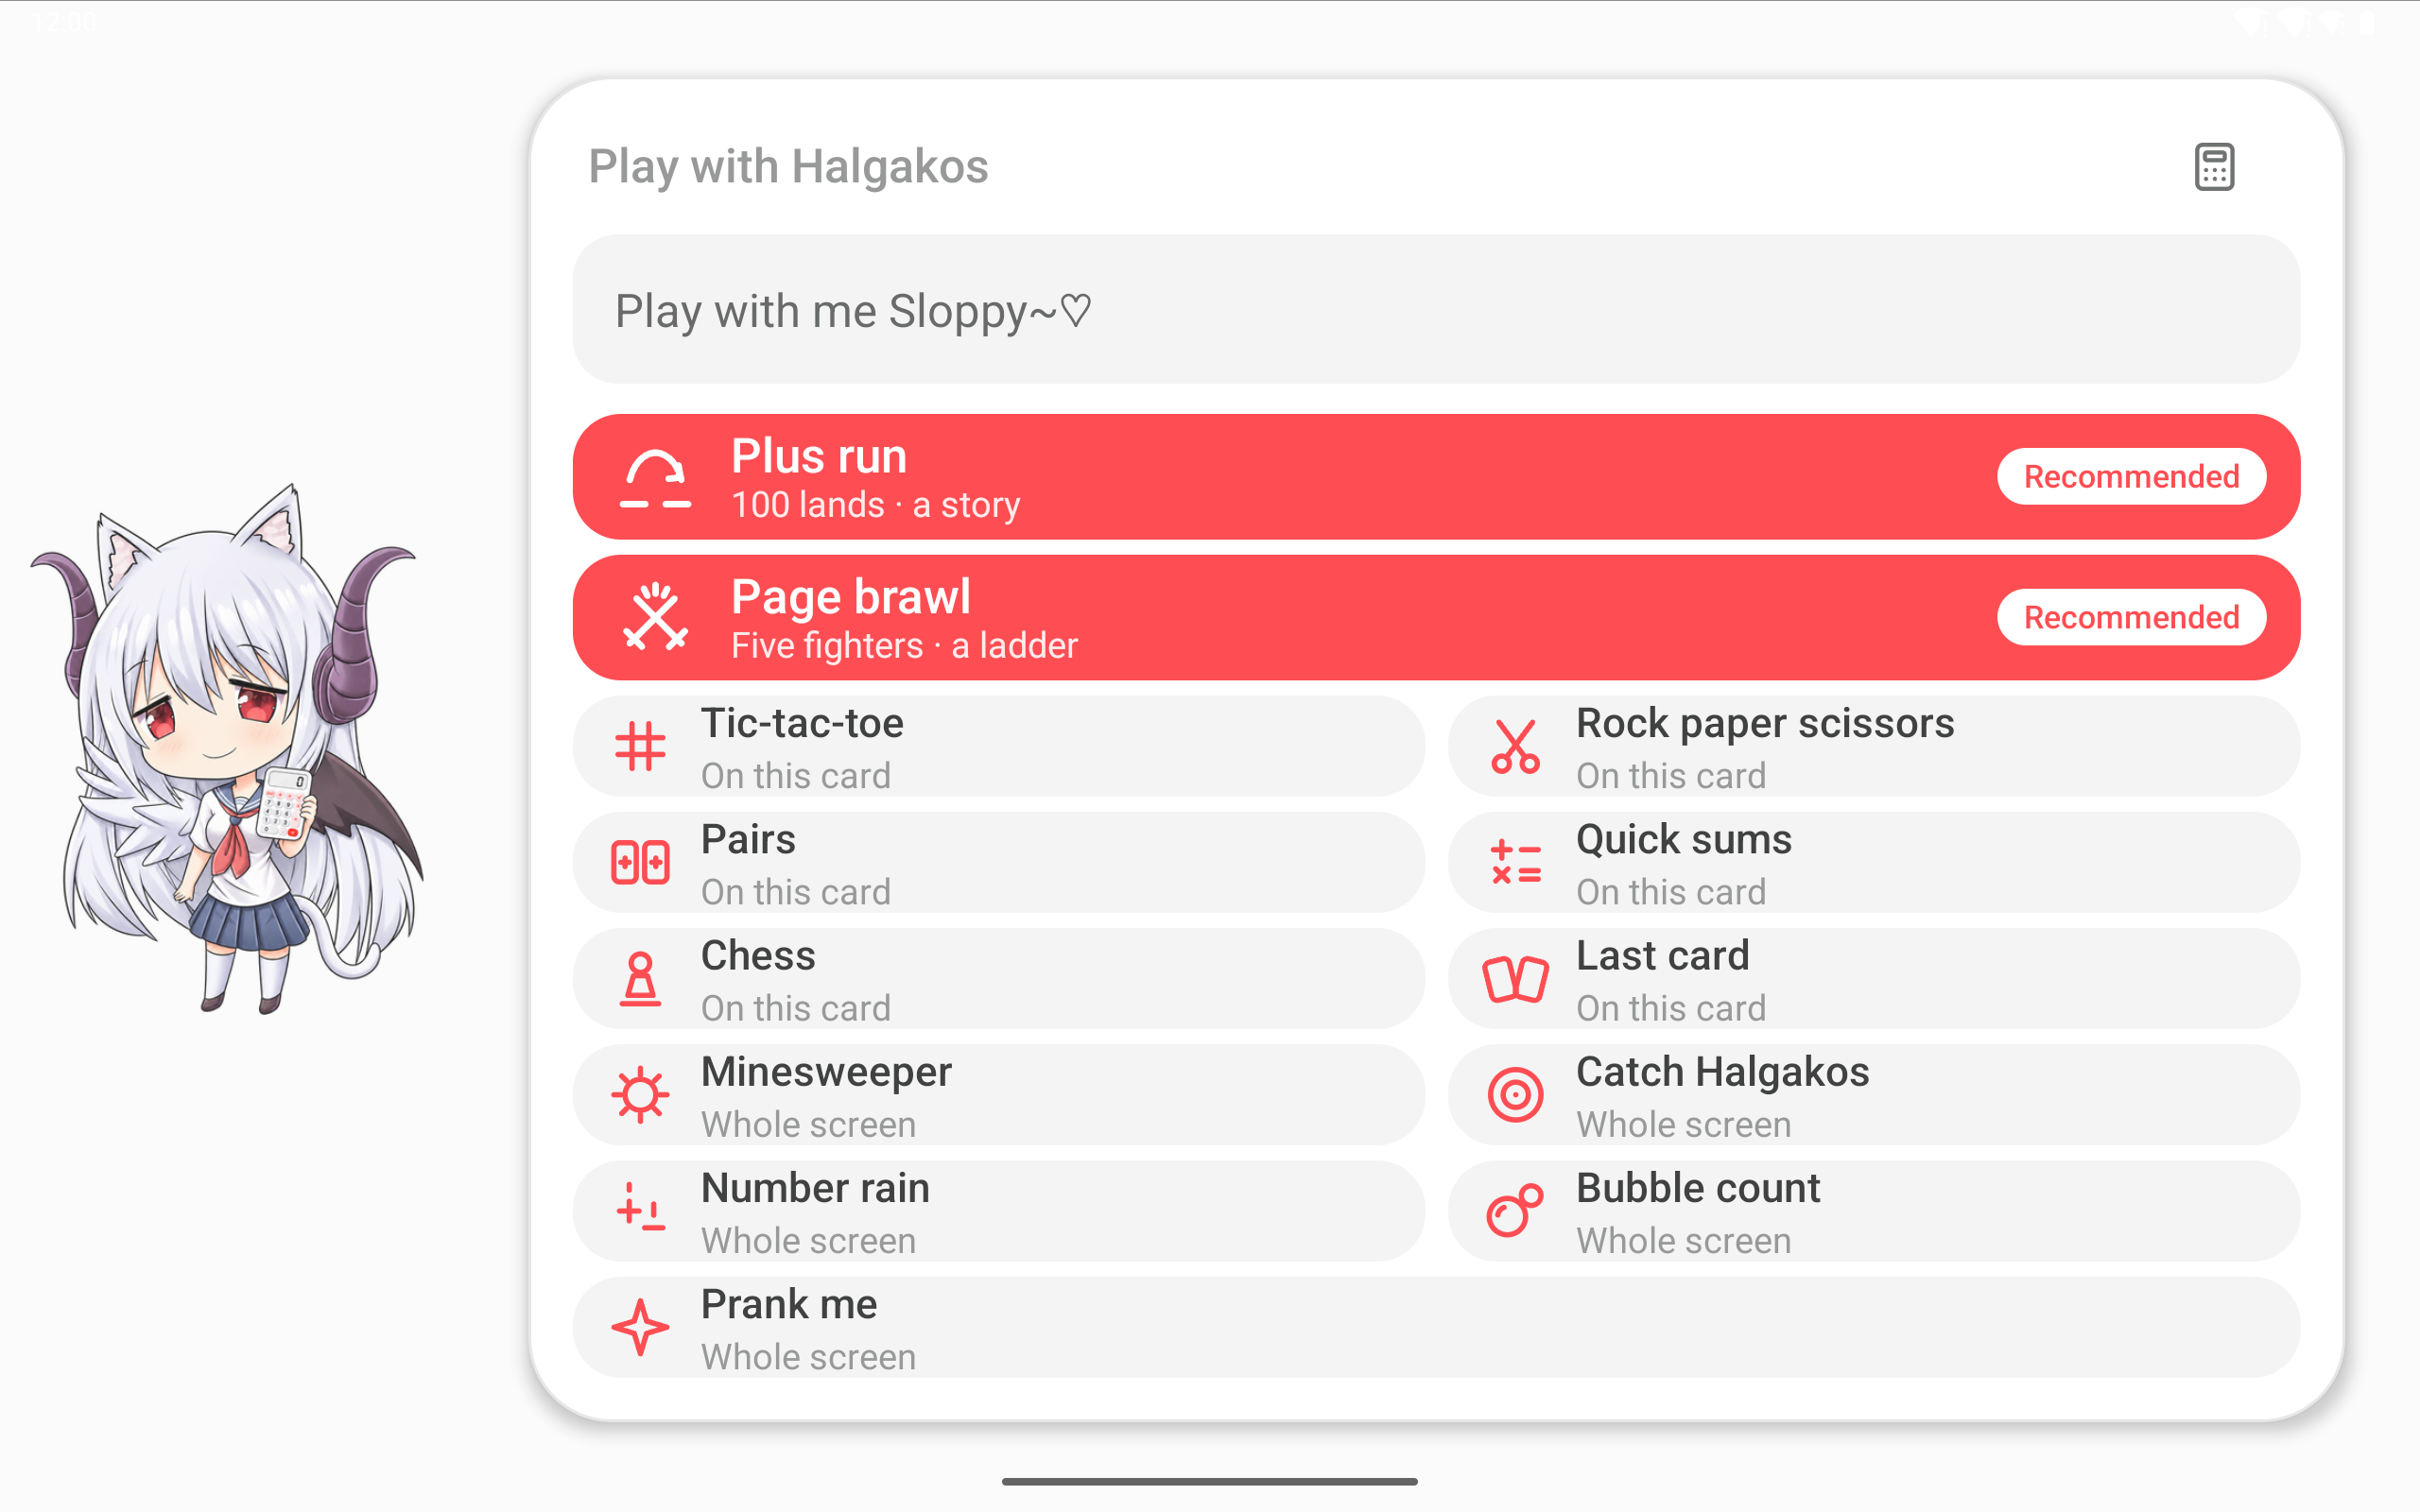 12:00
Play with Halgakos
Play with me Sloppy~♡
Plus run
100 lands · a story
Recommended
Page brawl
Five fighters · a ladder
Recommended
Tic-tac-toe
On this card
Rock paper scissors
On this card
Pairs
On this card
Quick sums
On this card
Chess
On this card
Last card
On this card
Minesweeper
Whole screen
Catch Halgakos
Whole screen
Number rain
Whole screen
Bubble count
Whole screen
Prank me
Whole screen